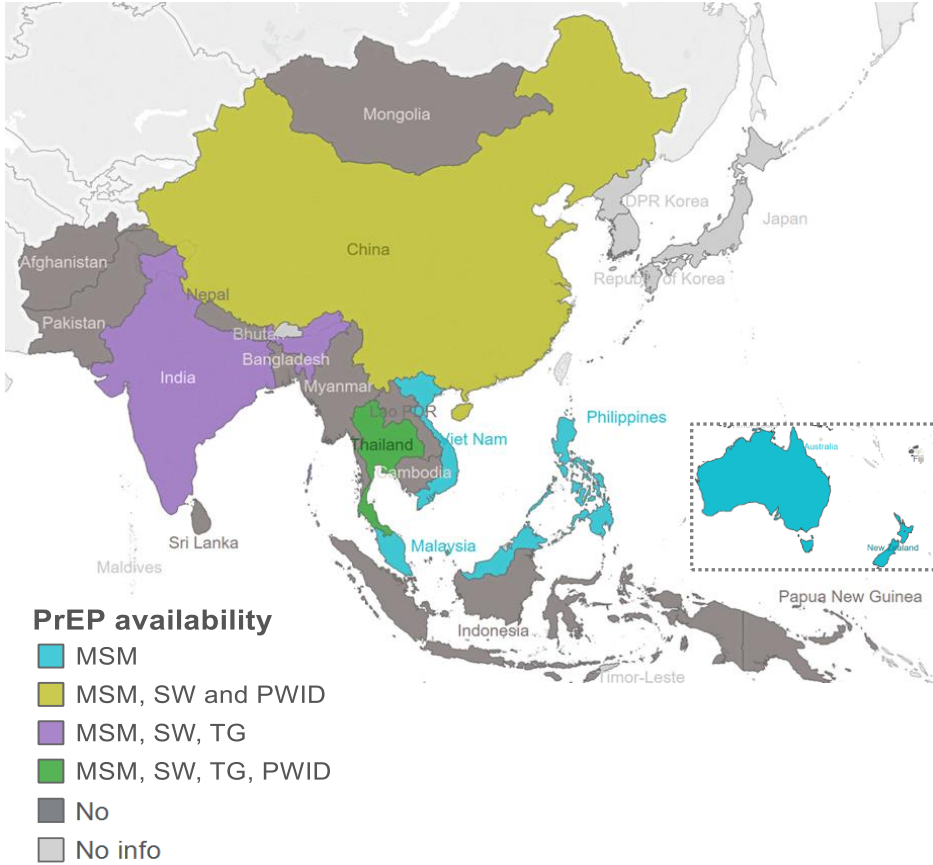 Mongolia
DPR Korea
Japan
China
Afghanistan
Republic of Korea
Nepal
Pakistan
Bhutan
Bangladesh
India
Myanmar
Lao PDR
Philippines
Thailand
Viet Nam
Australia
Fiji
Cambodia
Sri Lanka
Malaysia
New Zealand
Maldives
Papua New Guinea
Indonesia
Timor-Leste
PrEP availability
MSM
MSM, SW and PWID
MSM, SW, TG
MSM, SW, TG, PWID
No
No info